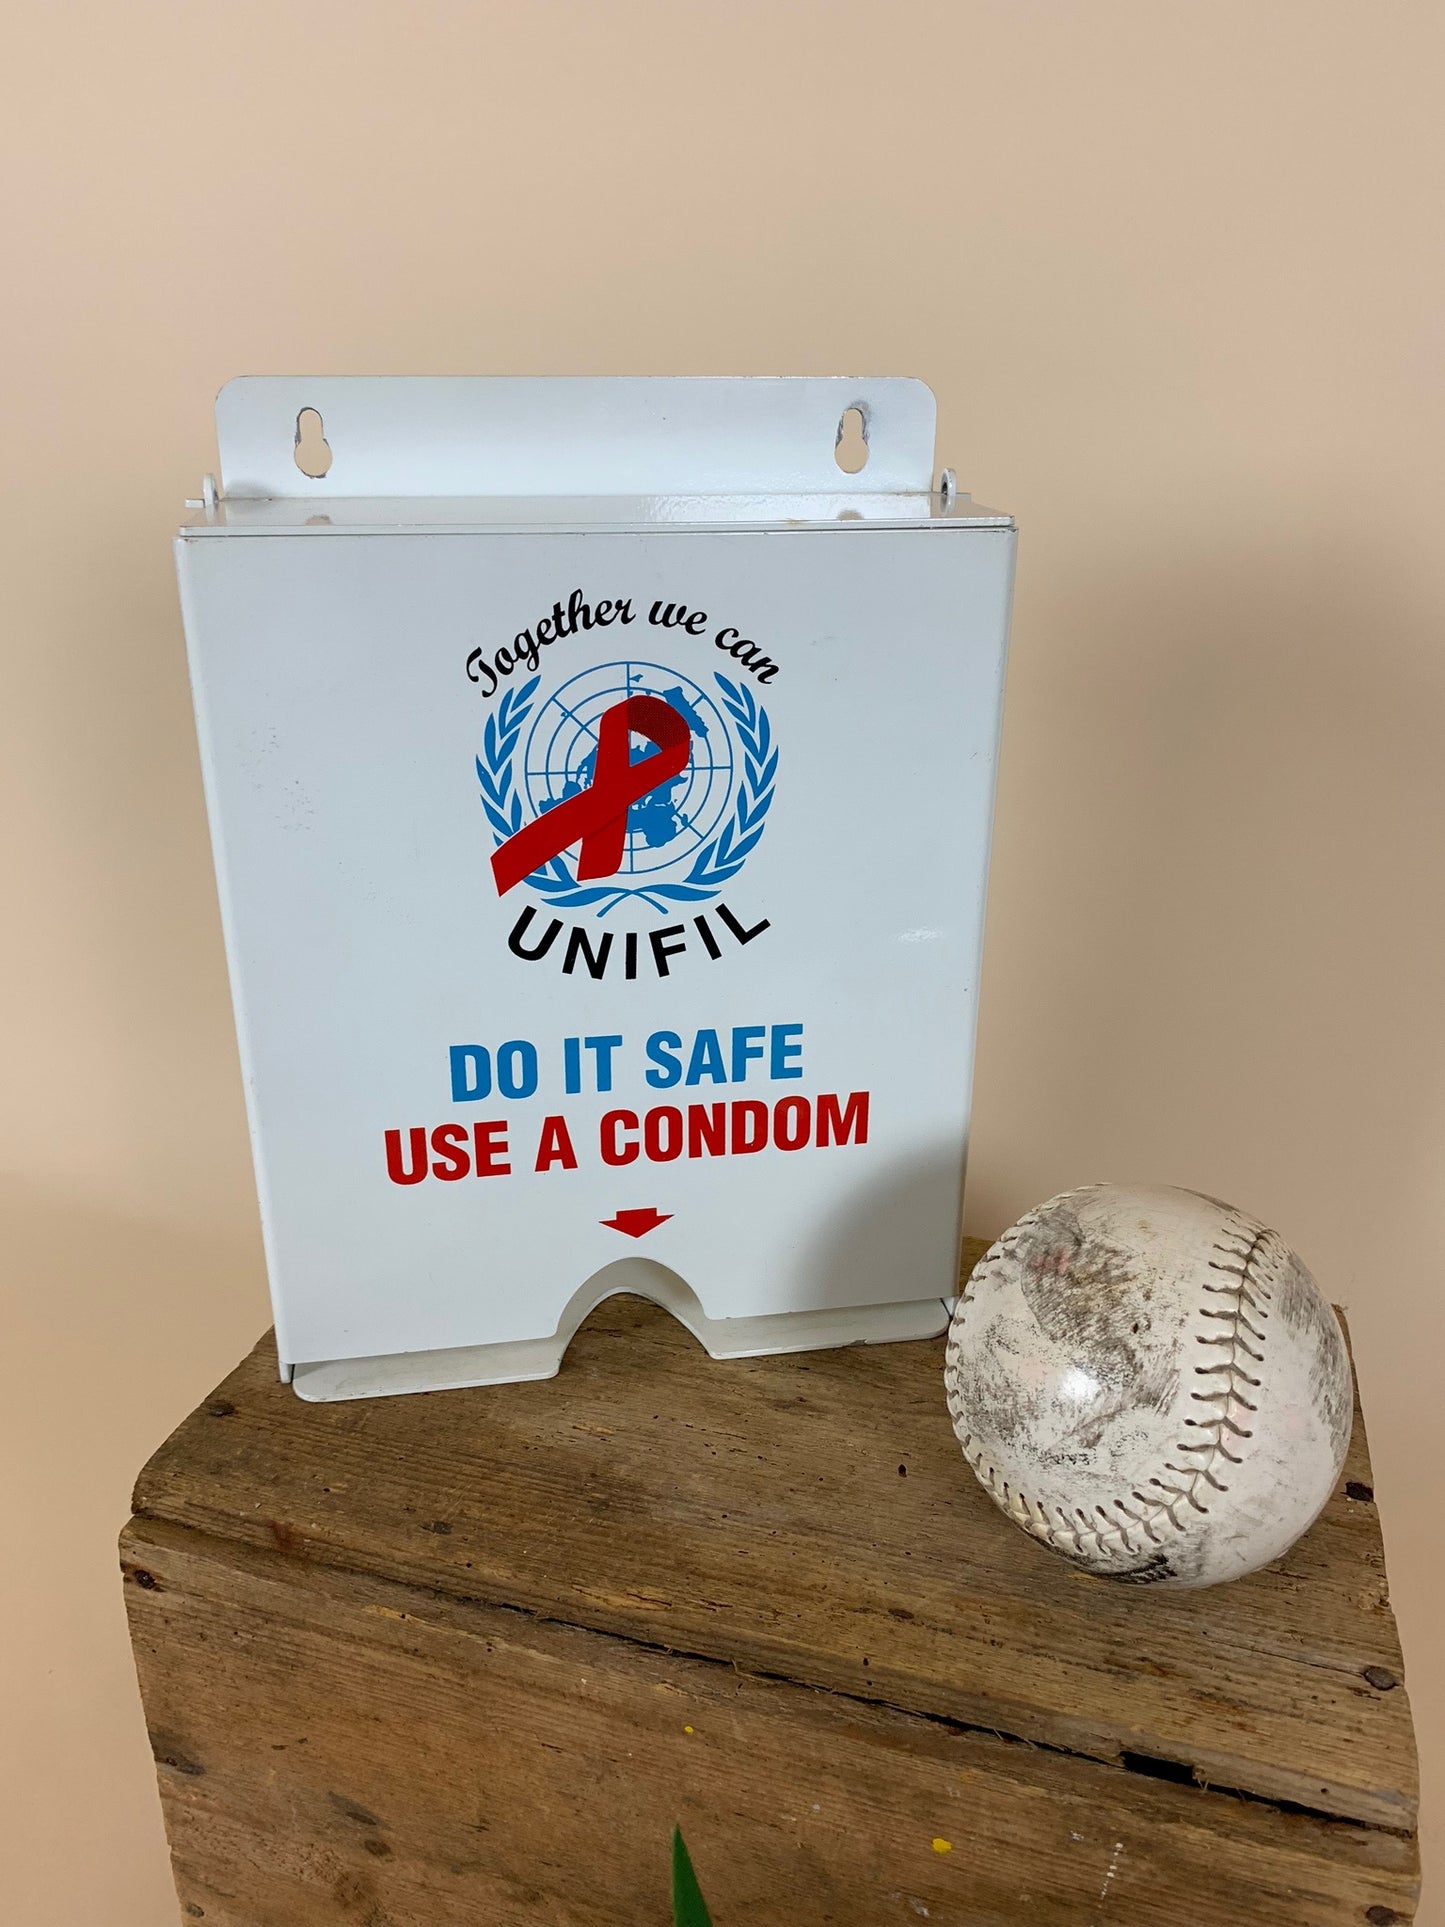 Together we can
UNIFIL
DO IT SAFE
USE A CONDOM